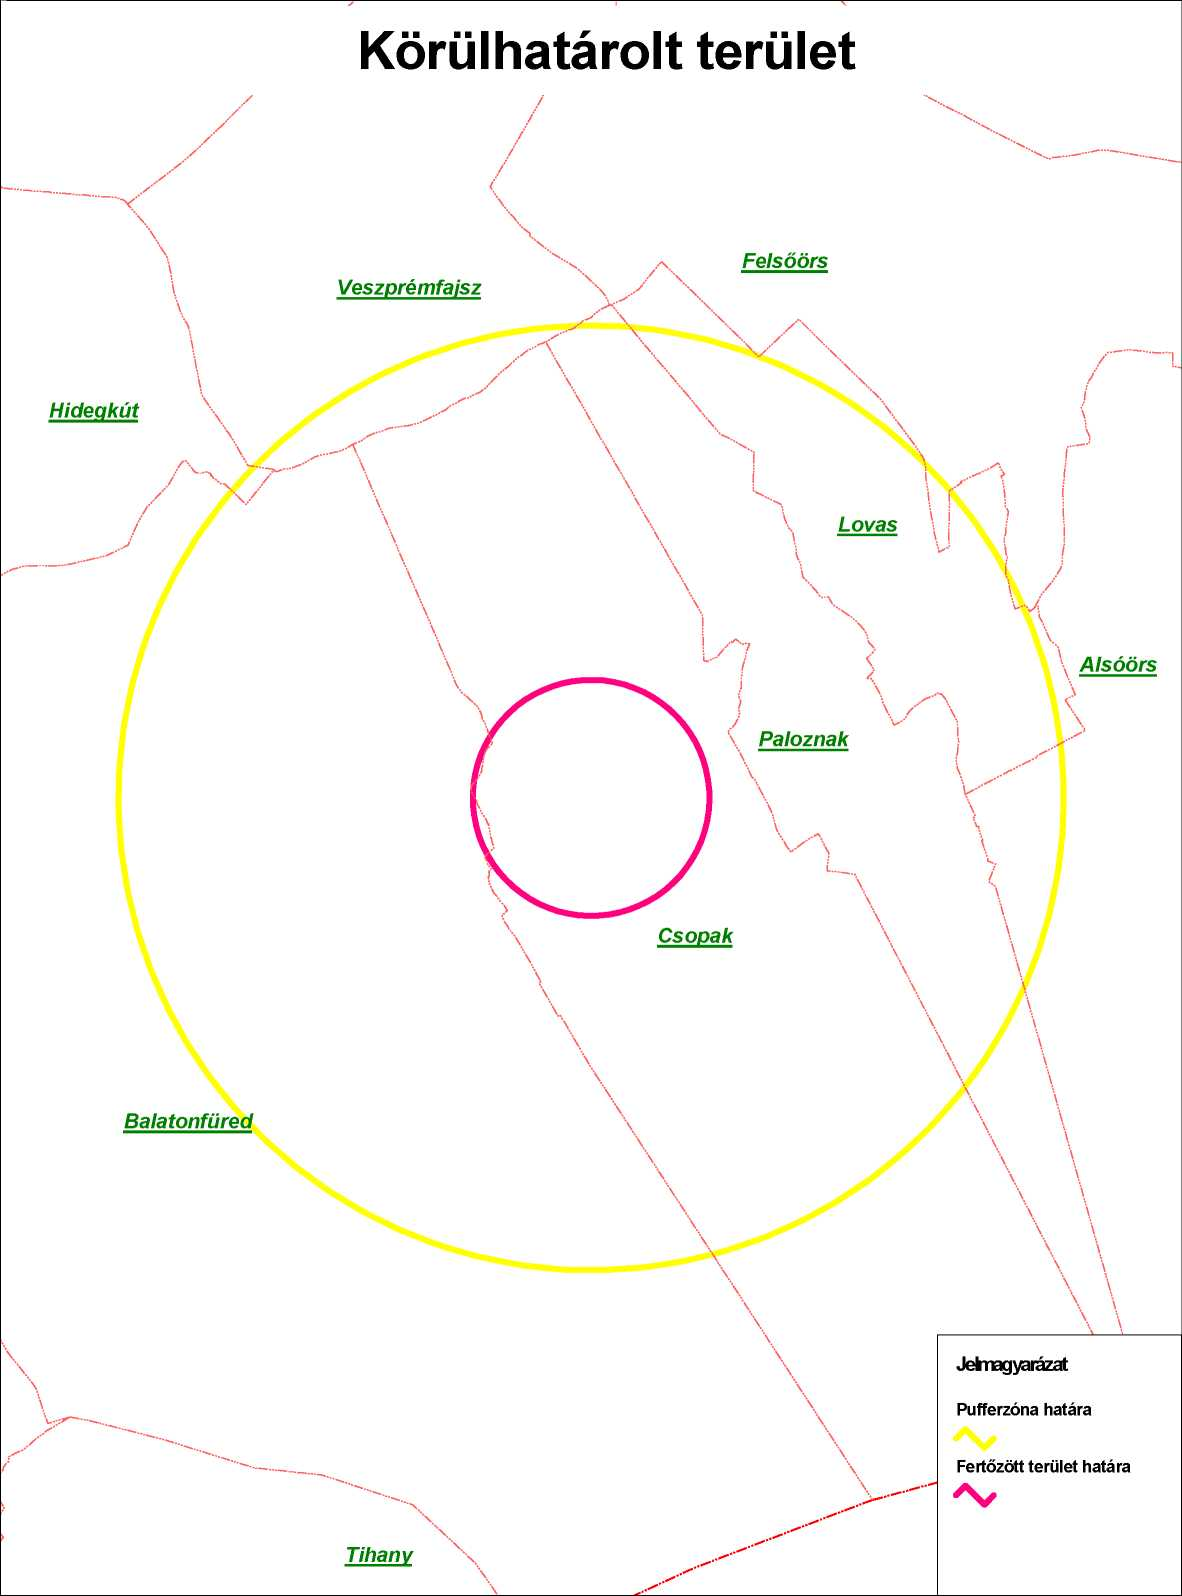 Körülhatárolt terület
Felsőörs
Veszprémfajsz
Hidegkút
Lovas
Alsóörs
Paloznak
Csopak
Balatonfüred
Jelmagyarázat
Pufferzóna határa
Fertőzött terület határa
Tihany